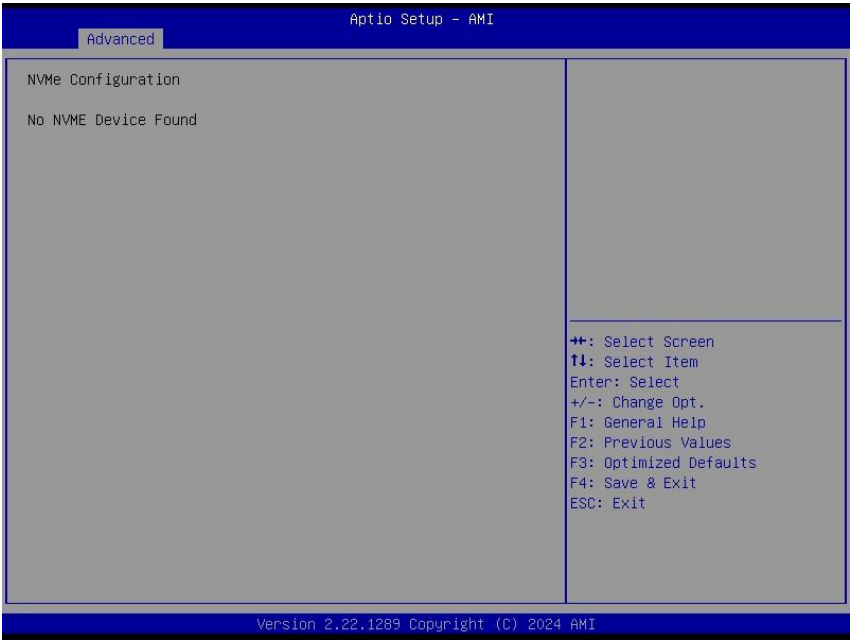 Aptio Setup - AMI
Advanced
NVMe Configuration
No NVME Device Found
→←: Select Screen
↑↓: Select Item
Enter: Select
+/-: Change Opt.
F1: General Help
F2: Previous Values
F3: Optimized Defaults
F4: Save & Exit
ESC: Exit
Version 2.22.1289 Copyright (C) 2024 AMI